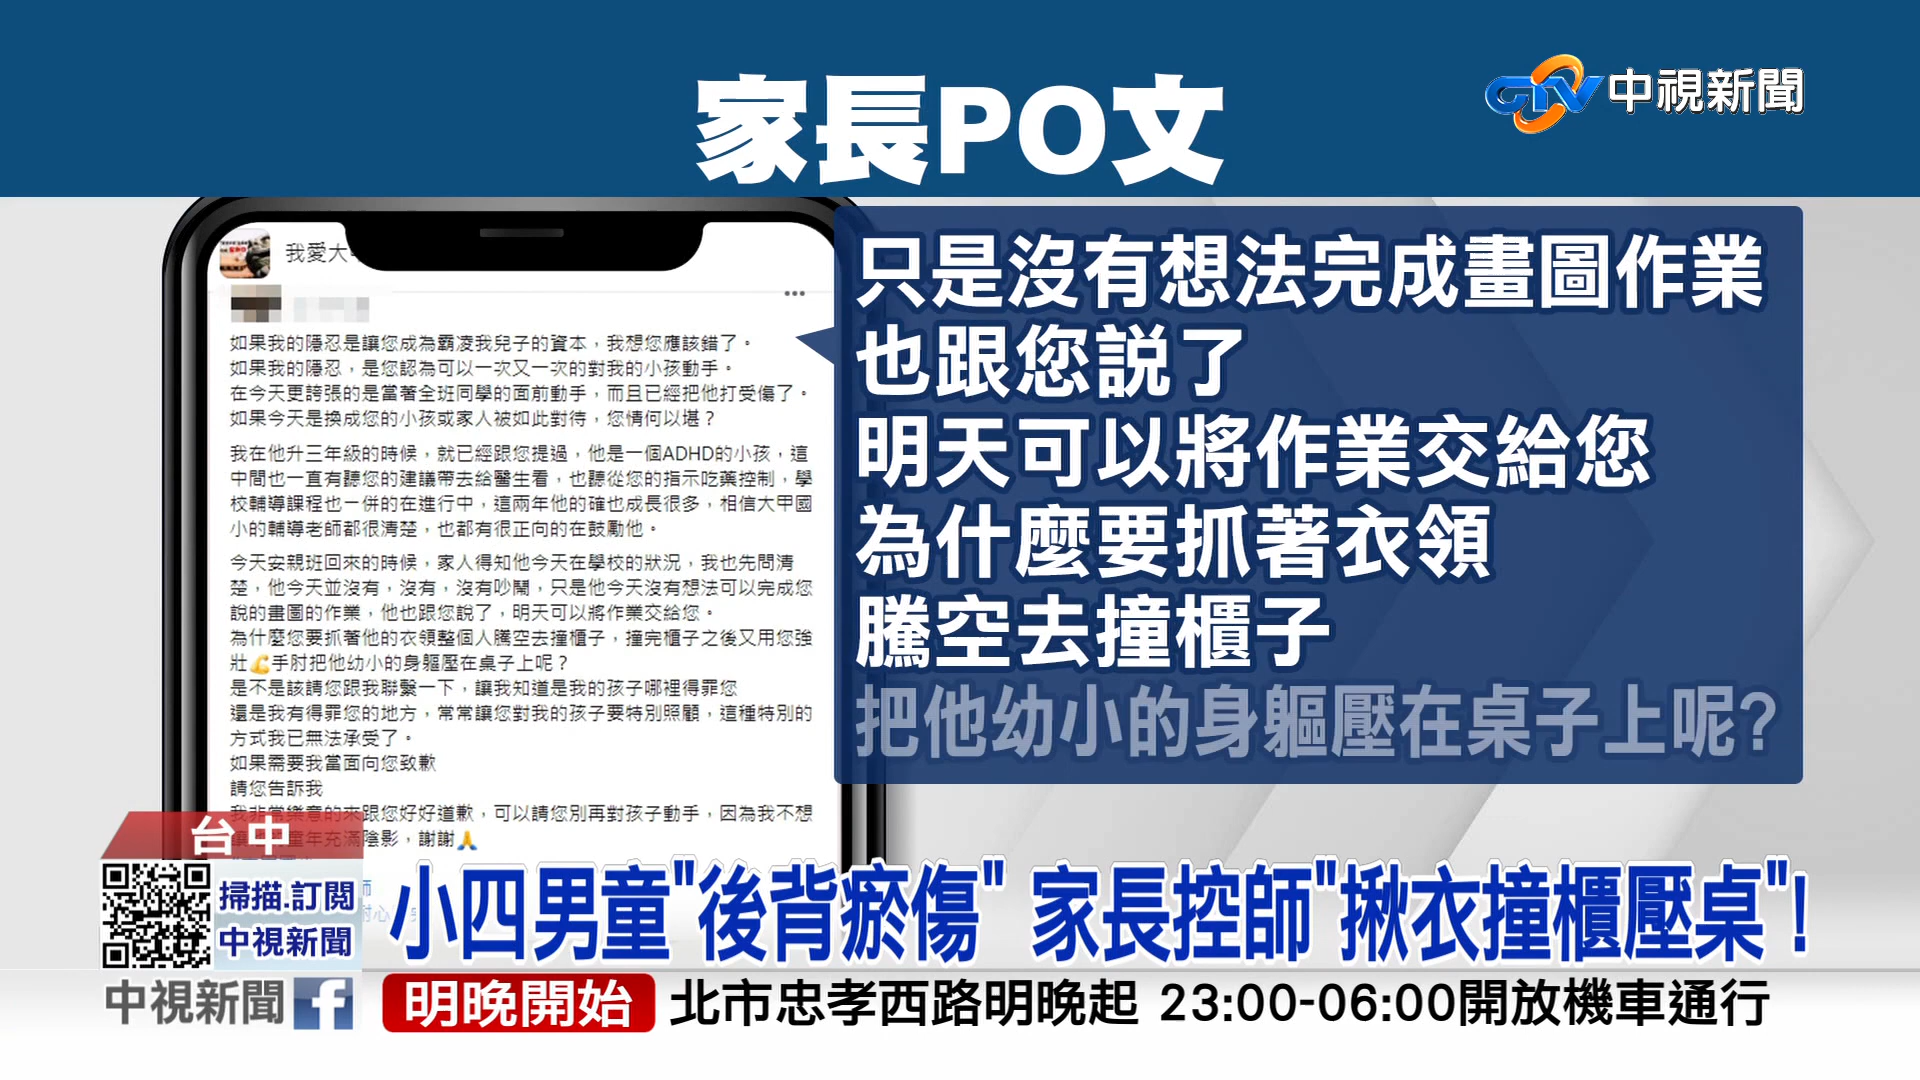 家長PO文
CTV中視新聞
我愛大
只是沒有想法完成畫圖作業
也跟您說了
明天可以將作業交給您
為什麼要抓著衣領
騰空去撞櫃子
把他幼小的身軀壓在桌子上呢?
如果我的隱忍是讓您成為霸凌我兒子的資本，我想您應該錯了。
如果我的隱忍，是您認為可以一次又一次的對我的小孩動手。
在今天更誇張的是當著全班同學的面前動手，而且已經把他打受傷了。
如果今天是換成您的小孩或家人被如此對待，您情何以堪？
我在他升三年級的時候，就已經跟您提過，他是一個ADHD的小孩，這
中間也一直有聽您的建議帶去給醫生看，也聽從您的指示吃藥控制，學
校輔導課程也一併的在進行中，這兩年他的確也成長很多，相信大甲國
小的輔導老師都很清楚，也都有很正向的在鼓勵他。
今天安親班回來的時候，家人得知他今天在學校的狀況，我也先問清
楚，他今天並沒有，沒有，沒有吵鬧，只是他今天沒有想法可以完成您
說的畫圖的作業，他也跟您說了，明天可以將作業交給您。
為什麼您要抓著他的衣領整個人騰空去撞櫃子，撞完櫃子之後又用您強
壯💪手肘把他幼小的身軀壓在桌子上呢？
是不是該請您跟我聯繫一下，讓我知道是我的孩子哪裡得罪您
還是我有得罪您的地方，常常讓您對我的孩子要特別照顧，這種特別的
方式我已無法承受了。
如果需要我當面向您致歉
請您告訴我
我非常樂意的來跟您好好道歉，可以請您別再對孩子動手，因為我不想
童年充滿陰影，謝謝🙏
台中
掃描.訂閱
中視新聞
小四男童"後背瘀傷" 家長控師"揪衣撞櫃壓桌"!
中視新聞
明晚開始
北市忠孝西路明晚起 23:00-06:00開放機車通行